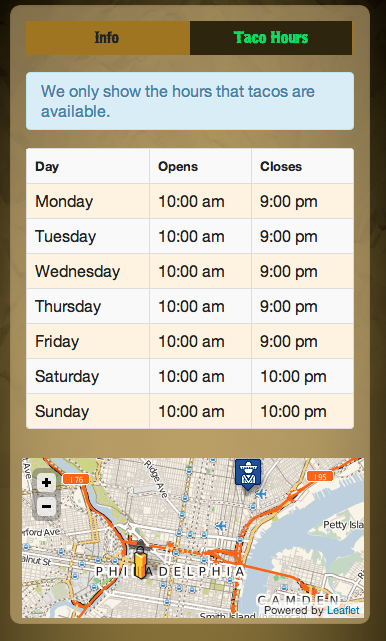 Info
Taco Hours
We only show the hours that tacos are
available.
Day Opens Closes
Monday 10:00 am 9:00 pm
Tuesday 10:00 am 9:00 pm
Wednesday 10:00 am 9:00 pm
Thursday 10:00 am 9:00 pm
Friday 10:00 am 9:00 pm
Saturday 10:00 am 10:00 pm
Sunday 10:00 am 10:00 pm
Ridge Ave
I 76
I 95
+
−
Petty Isla
erford Ave
alnut St
PHILADELPHIA
CAMDEN
Smith Island
Powered by Leaflet